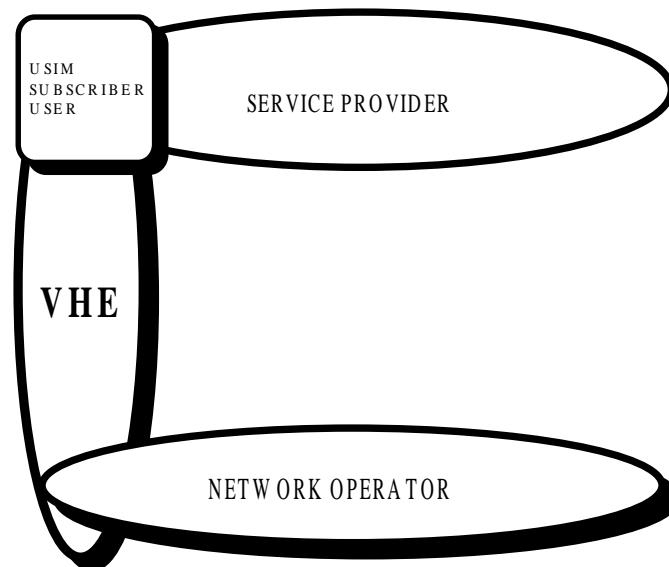 USIM
SUBSCRIBER
USER
SERVICE PROVIDER
VHE
NETWORK OPERATOR